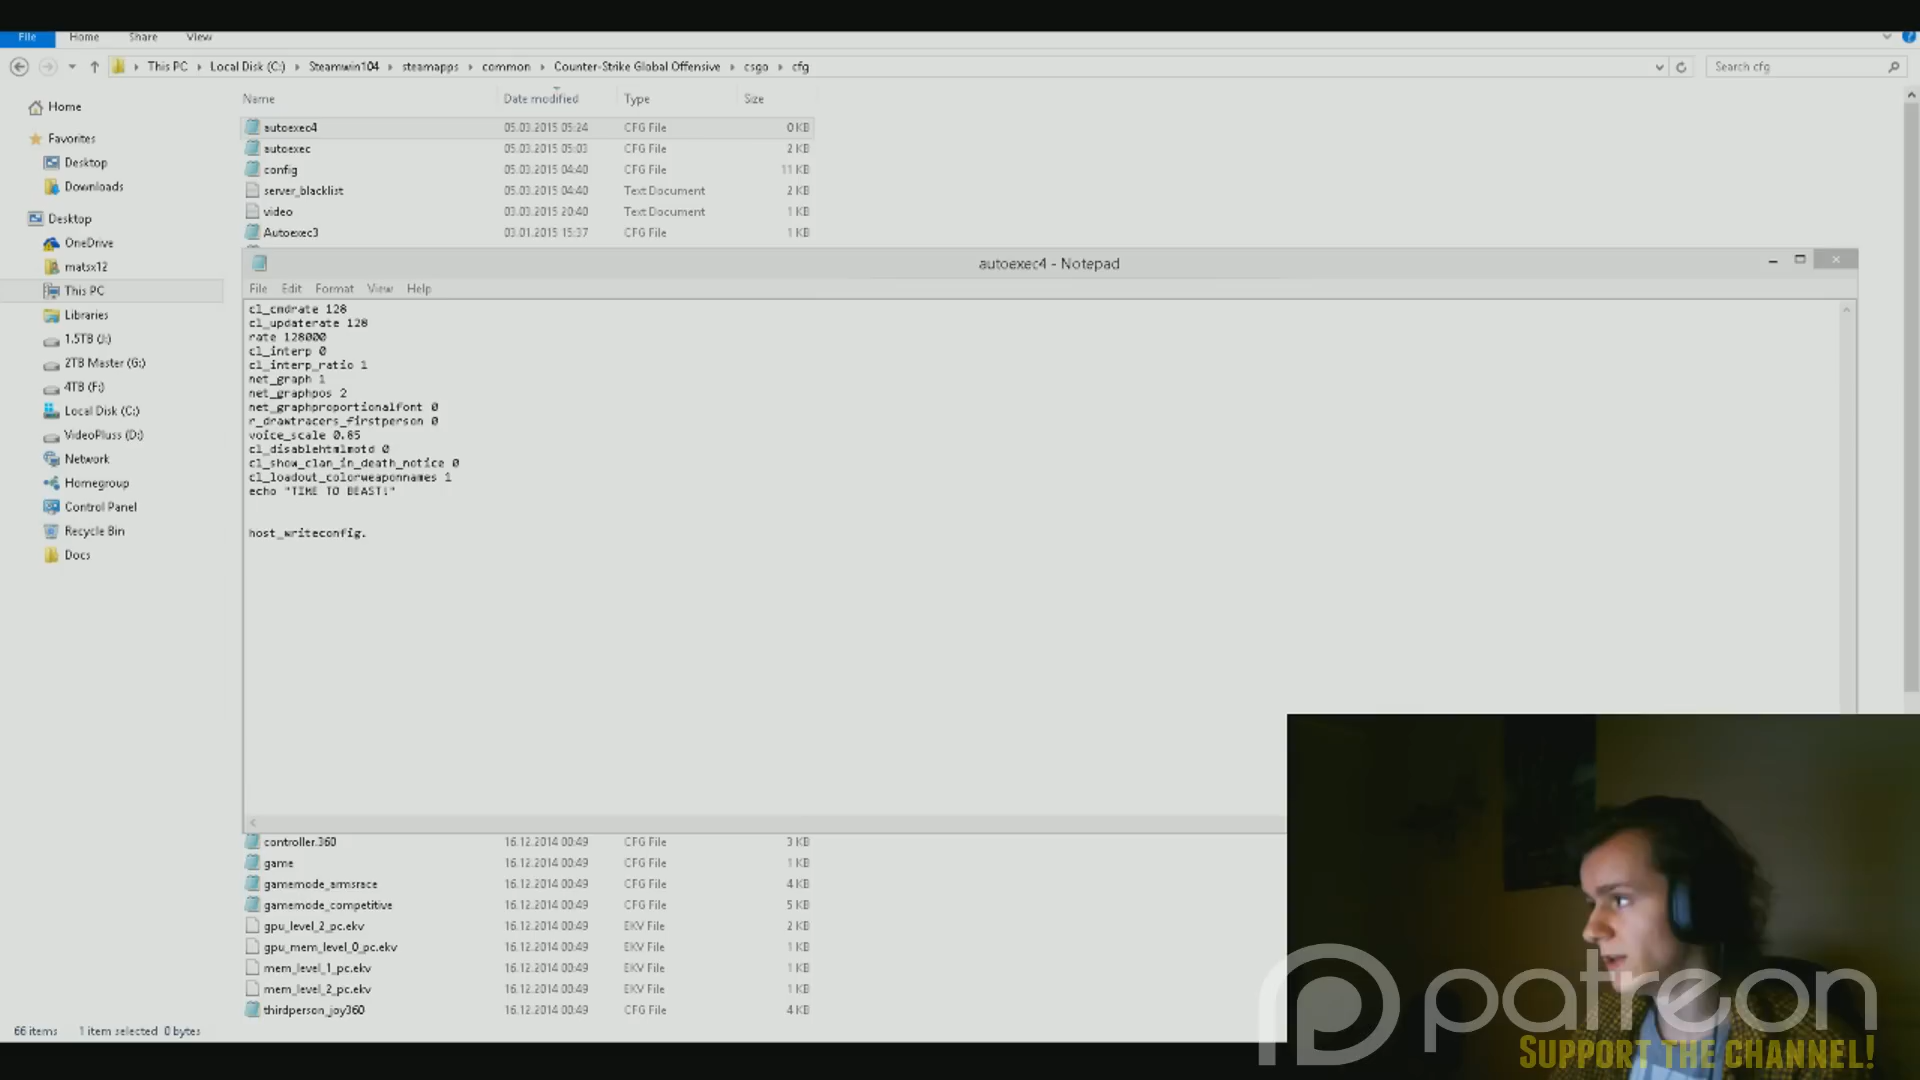 File Home Share View
This PC Local Disk (C:) Steamwin104 steamapps common Counter-Strike Global Offensive csgo cfg
Search cfg
Name Date modified Type Size
autoexec4 05.03.2015 05:24 CFG File 0 KB
autoexec 05.03.2015 05:03 CFG File 2 KB
config 05.03.2015 04:40 CFG File 11 KB
server_blacklist 05.03.2015 04:40 Text Document 2 KB
video 03.03.2015 20:40 Text Document 1 KB
Autoexec3 03.01.2015 15:37 CFG File 1 KB
Home
Favorites
Desktop
Downloads
Desktop
OneDrive
matsx12
This PC
Libraries
1.5TB (I:)
2TB Master (G:)
4TB (F:)
Local Disk (C:)
VideoPluss (D:)
Network
Homegroup
Control Panel
Recycle Bin
Docs
autoexec4 - Notepad
File Edit Format View Help
cl_cmdrate 128
cl_updaterate 128
rate 128000
cl_interp 0
cl_interp_ratio 1
net_graph 1
net_graphpos 2
net_graphproportionalfont 0
r_drawtracers_firstperson 0
voice_scale 0.65
cl_disablehtmlmotd 0
cl_show_clan_in_death_notice 0
cl_loadout_colorweaponnames 1
echo "TIME TO BEAST!"
host_writeconfig.
controller.360 16.12.2014 00:49 CFG File 3 KB
game 16.12.2014 00:49 CFG File 1 KB
gamemode_armsrace 16.12.2014 00:49 CFG File 4 KB
gamemode_competitive 16.12.2014 00:49 CFG File 5 KB
gpu_level_2_pc.ekv 16.12.2014 00:49 EKV File 2 KB
gpu_mem_level_0_pc.ekv 16.12.2014 00:49 EKV File 1 KB
mem_level_1_pc.ekv 16.12.2014 00:49 EKV File 1 KB
mem_level_2_pc.ekv 16.12.2014 00:49 EKV File 1 KB
thirdperson_joy360 16.12.2014 00:49 CFG File 4 KB
66 items 1 item selected 0 bytes
patreon
SUPPORT THE CHANNEL!